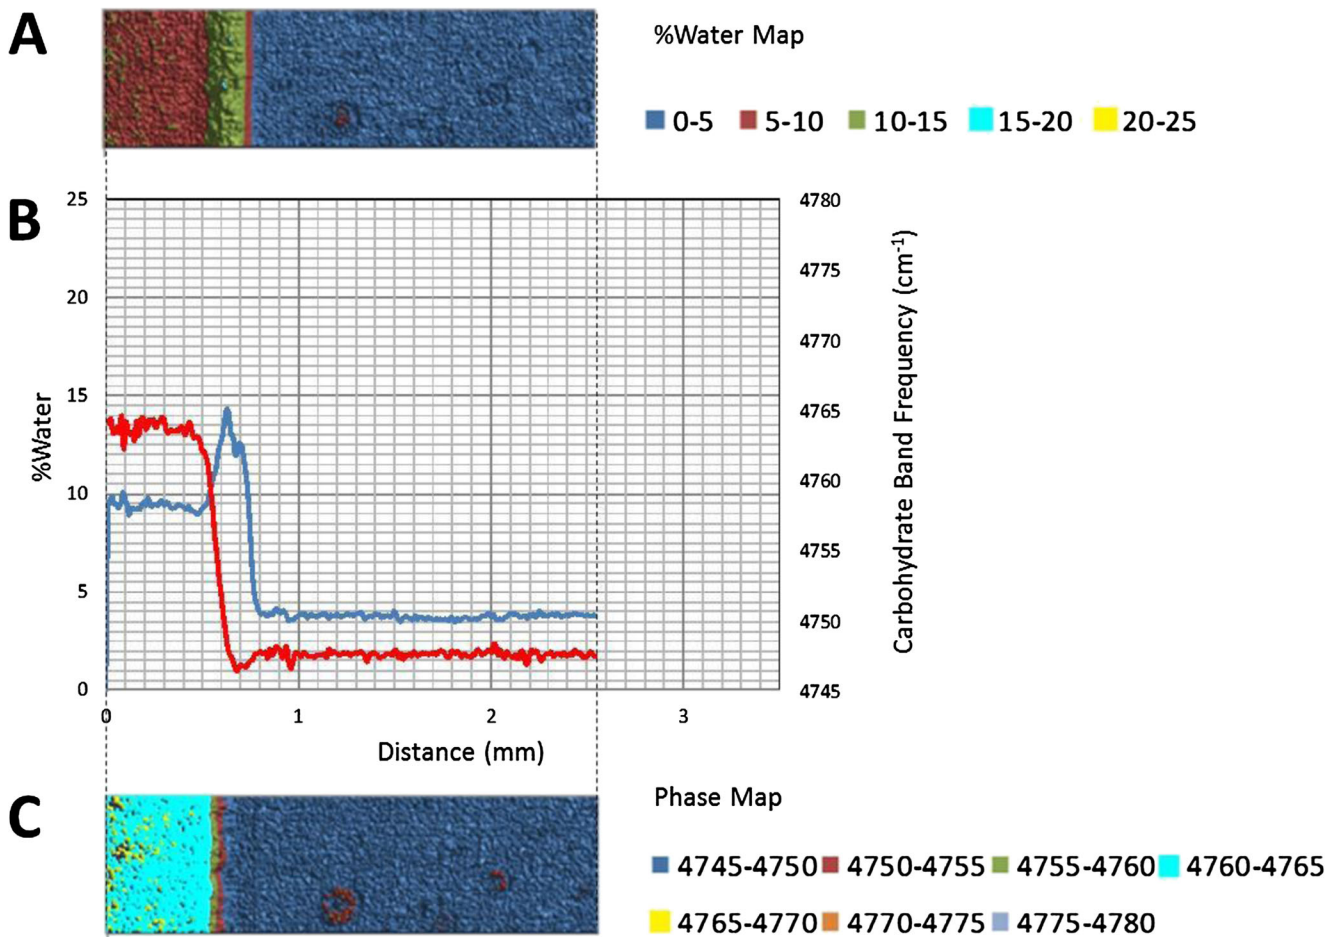 A
%Water Map
0-5 5-10 10-15 15-20 20-25
B
25
20
15
10
5
0
%Water
4780
4775
4770
4765
4760
4755
4750
4745
Carbohydrate Band Frequency (cm-1)
0 1 2 3
Distance (mm)
C
Phase Map
4745-4750 4750-4755 4755-4760 4760-4765
4765-4770 4770-4775 4775-4780